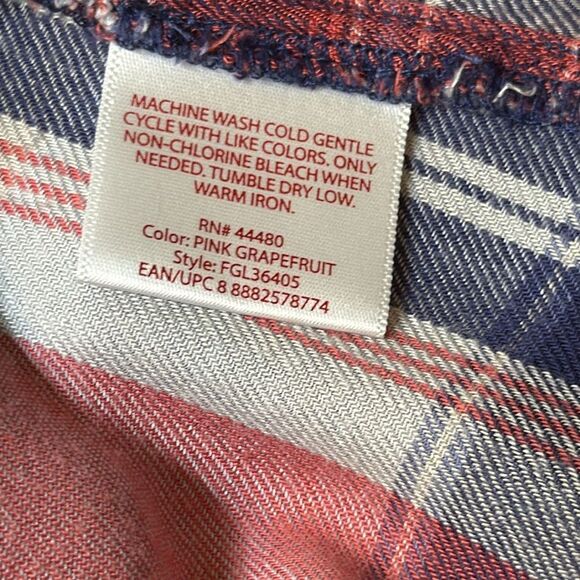 MACHINE WASH COLD GENTLE
CYCLE WITH LIKE COLORS. ONLY
NON-CHLORINE BLEACH WHEN
NEEDED. TUMBLE DRY LOW.
WARM IRON.
RN# 44480
Color: PINK GRAPEFRUIT
Style: FGL36405
EAN/UPC 8 8882578774